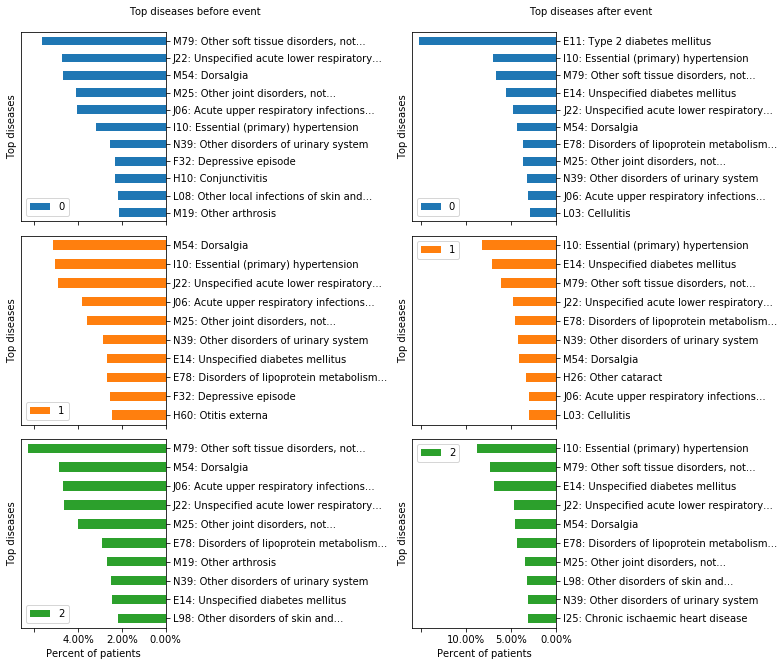 Top diseases before event
Top diseases
M79: Other soft tissue disorders, not...
J22: Unspecified acute lower respiratory...
M54: Dorsalgia
M25: Other joint disorders, not...
J06: Acute upper respiratory infections...
I10: Essential (primary) hypertension
N39: Other disorders of urinary system
F32: Depressive episode
H10: Conjunctivitis
L08: Other local infections of skin and...
M19: Other arthrosis
0
Top diseases
M54: Dorsalgia
I10: Essential (primary) hypertension
J22: Unspecified acute lower respiratory...
J06: Acute upper respiratory infections...
M25: Other joint disorders, not...
N39: Other disorders of urinary system
E14: Unspecified diabetes mellitus
E78: Disorders of lipoprotein metabolism...
F32: Depressive episode
H60: Otitis externa
1
Top diseases
M79: Other soft tissue disorders, not...
M54: Dorsalgia
J06: Acute upper respiratory infections...
J22: Unspecified acute lower respiratory...
M25: Other joint disorders, not...
E78: Disorders of lipoprotein metabolism...
M19: Other arthrosis
N39: Other disorders of urinary system
E14: Unspecified diabetes mellitus
L98: Other disorders of skin and...
2
4.00% 2.00% 0.00%
Percent of patients
Top diseases after event
Top diseases
E11: Type 2 diabetes mellitus
I10: Essential (primary) hypertension
M79: Other soft tissue disorders, not...
E14: Unspecified diabetes mellitus
J22: Unspecified acute lower respiratory...
M54: Dorsalgia
E78: Disorders of lipoprotein metabolism...
M25: Other joint disorders, not...
N39: Other disorders of urinary system
J06: Acute upper respiratory infections...
L03: Cellulitis
0
Top diseases
1
I10: Essential (primary) hypertension
E14: Unspecified diabetes mellitus
M79: Other soft tissue disorders, not...
J22: Unspecified acute lower respiratory...
E78: Disorders of lipoprotein metabolism...
N39: Other disorders of urinary system
M54: Dorsalgia
H26: Other cataract
J06: Acute upper respiratory infections...
L03: Cellulitis
Top diseases
2
I10: Essential (primary) hypertension
M79: Other soft tissue disorders, not...
E14: Unspecified diabetes mellitus
J22: Unspecified acute lower respiratory...
M54: Dorsalgia
E78: Disorders of lipoprotein metabolism...
M25: Other joint disorders, not...
L98: Other disorders of skin and...
N39: Other disorders of urinary system
I25: Chronic ischaemic heart disease
10.00% 5.00% 0.00%
Percent of patients